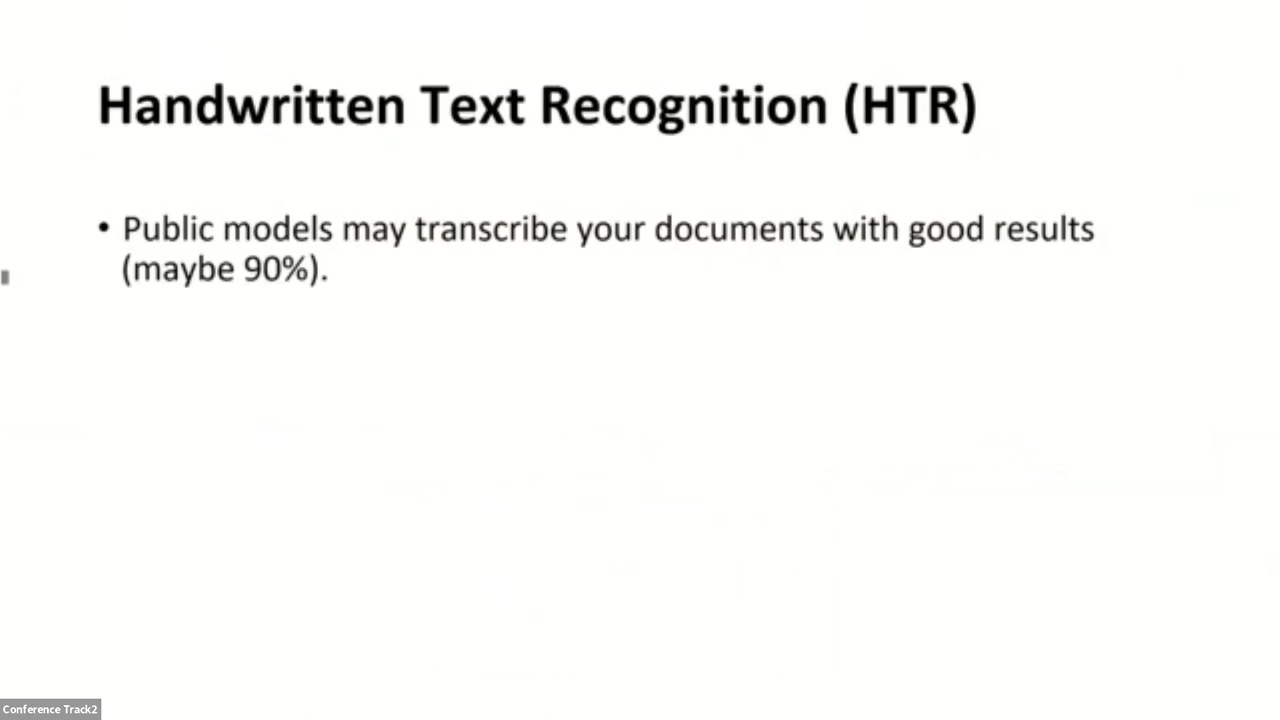 Handwritten Text Recognition (HTR)
• Public models may transcribe your documents with good results
(maybe 90%).
Conference Track2